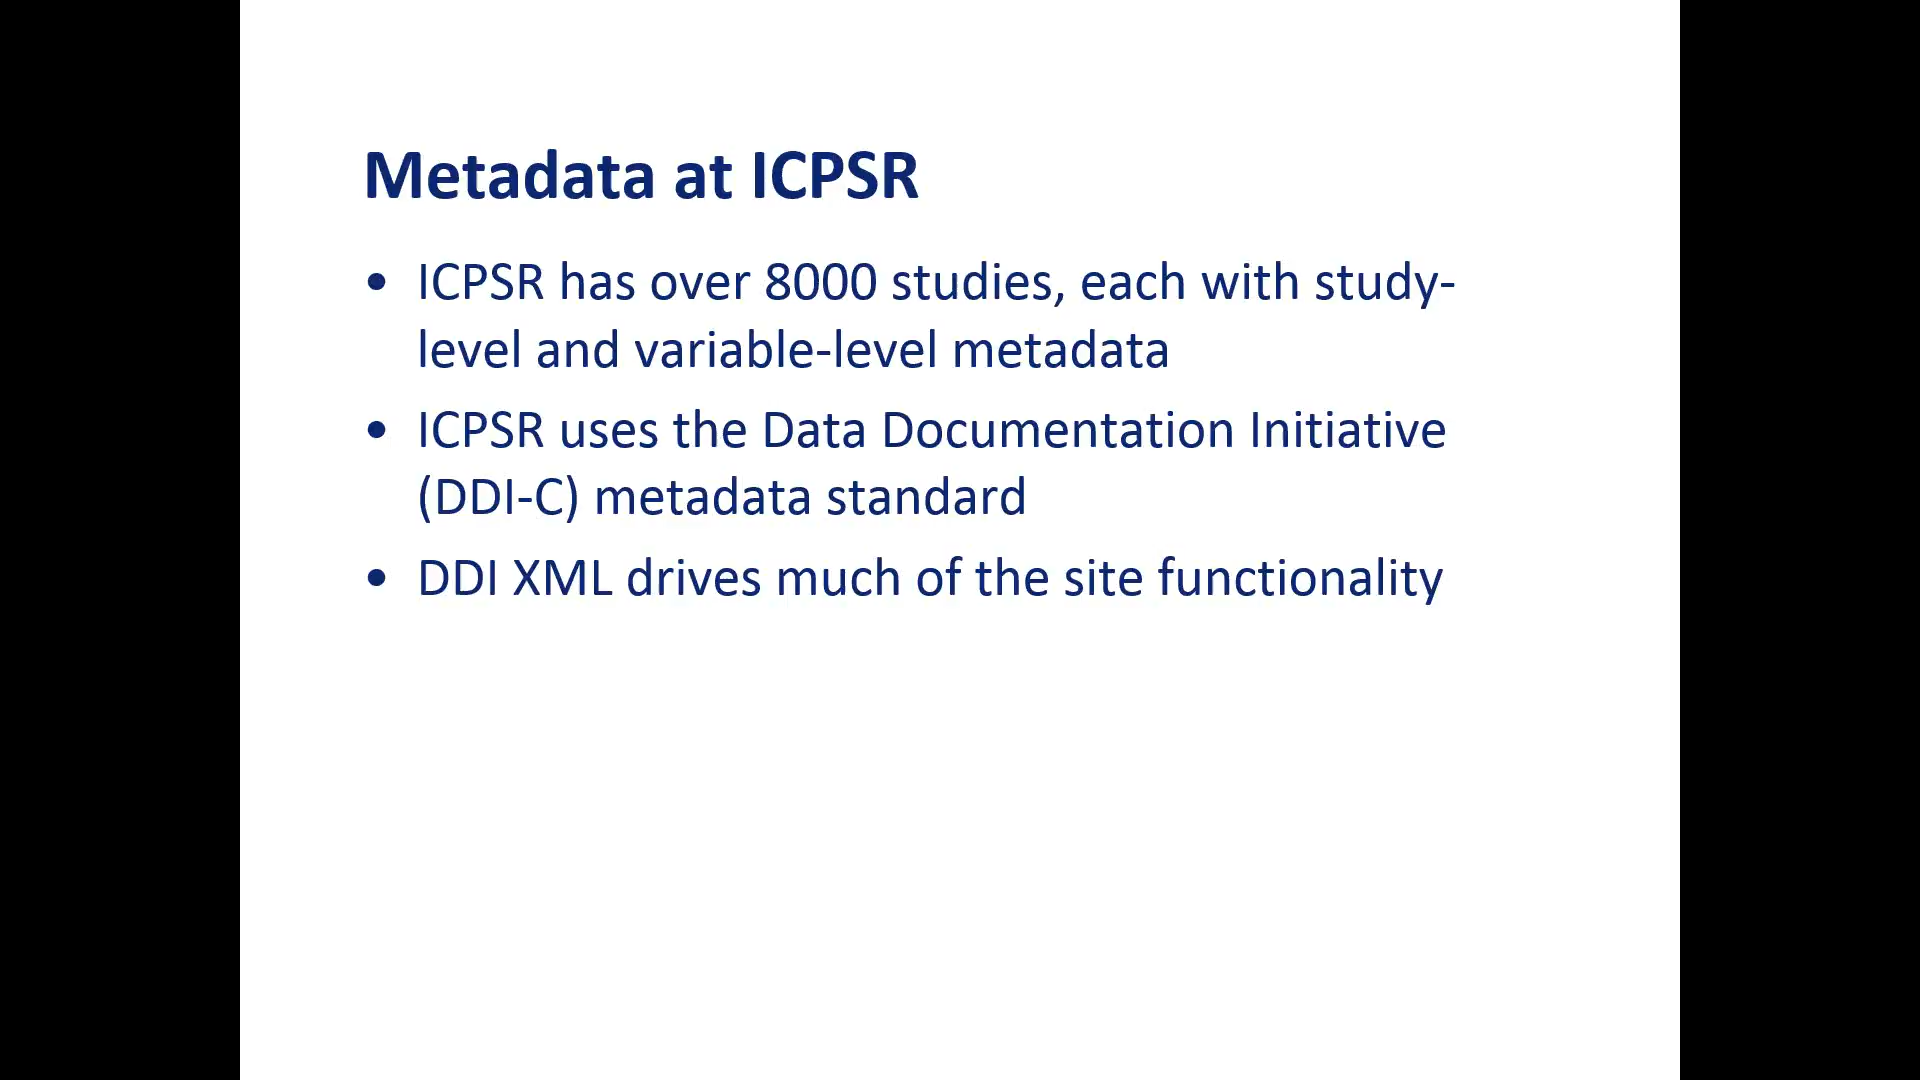 Metadata at ICPSR
• ICPSR has over 8000 studies, each with study-
level and variable-level metadata
• ICPSR uses the Data Documentation Initiative
(DDI-C) metadata standard
• DDI XML drives much of the site functionality